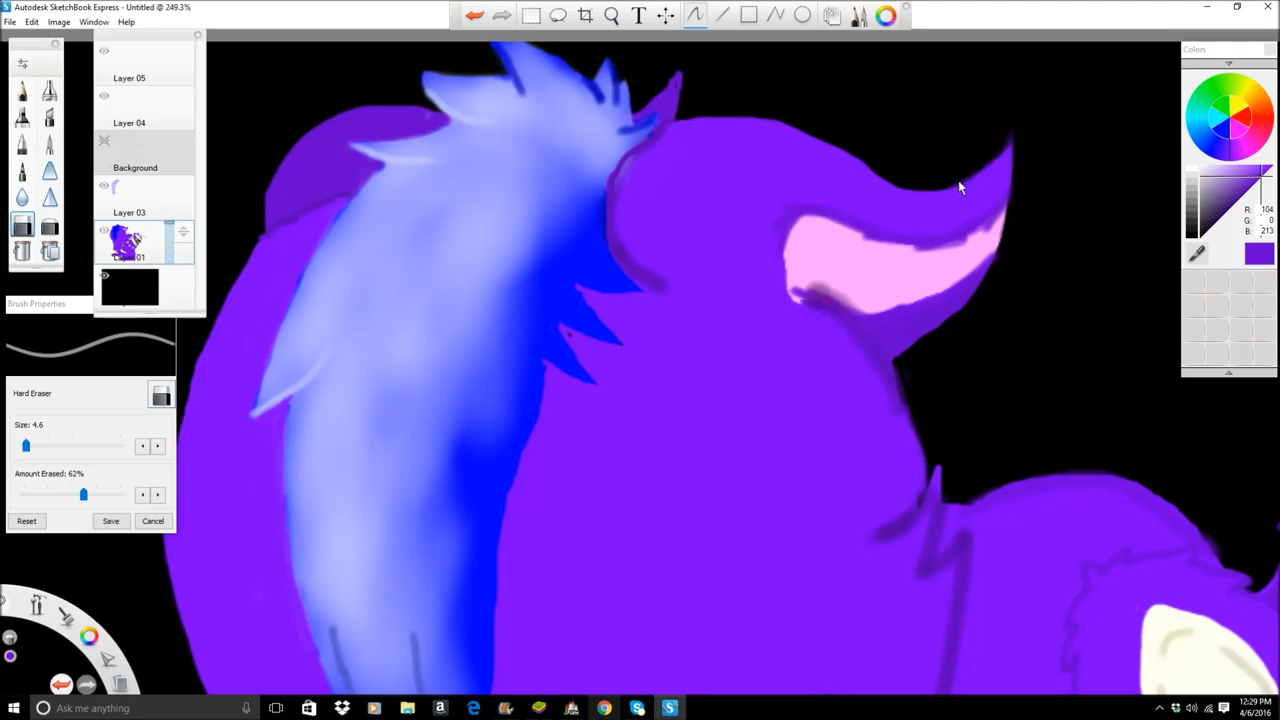 Autodesk SketchBook Express - Untitled @ 249.3%
File Edit Image Window Help
Layer 05
Layer 04
Background
Layer 03
Layer 01
Brush Properties
Hard Eraser
Size: 4.6
Amount Erased: 62%
Reset Save Cancel
Colors
R: 104
G: 0
B: 213
Ask me anything
12:29 PM
4/6/2016